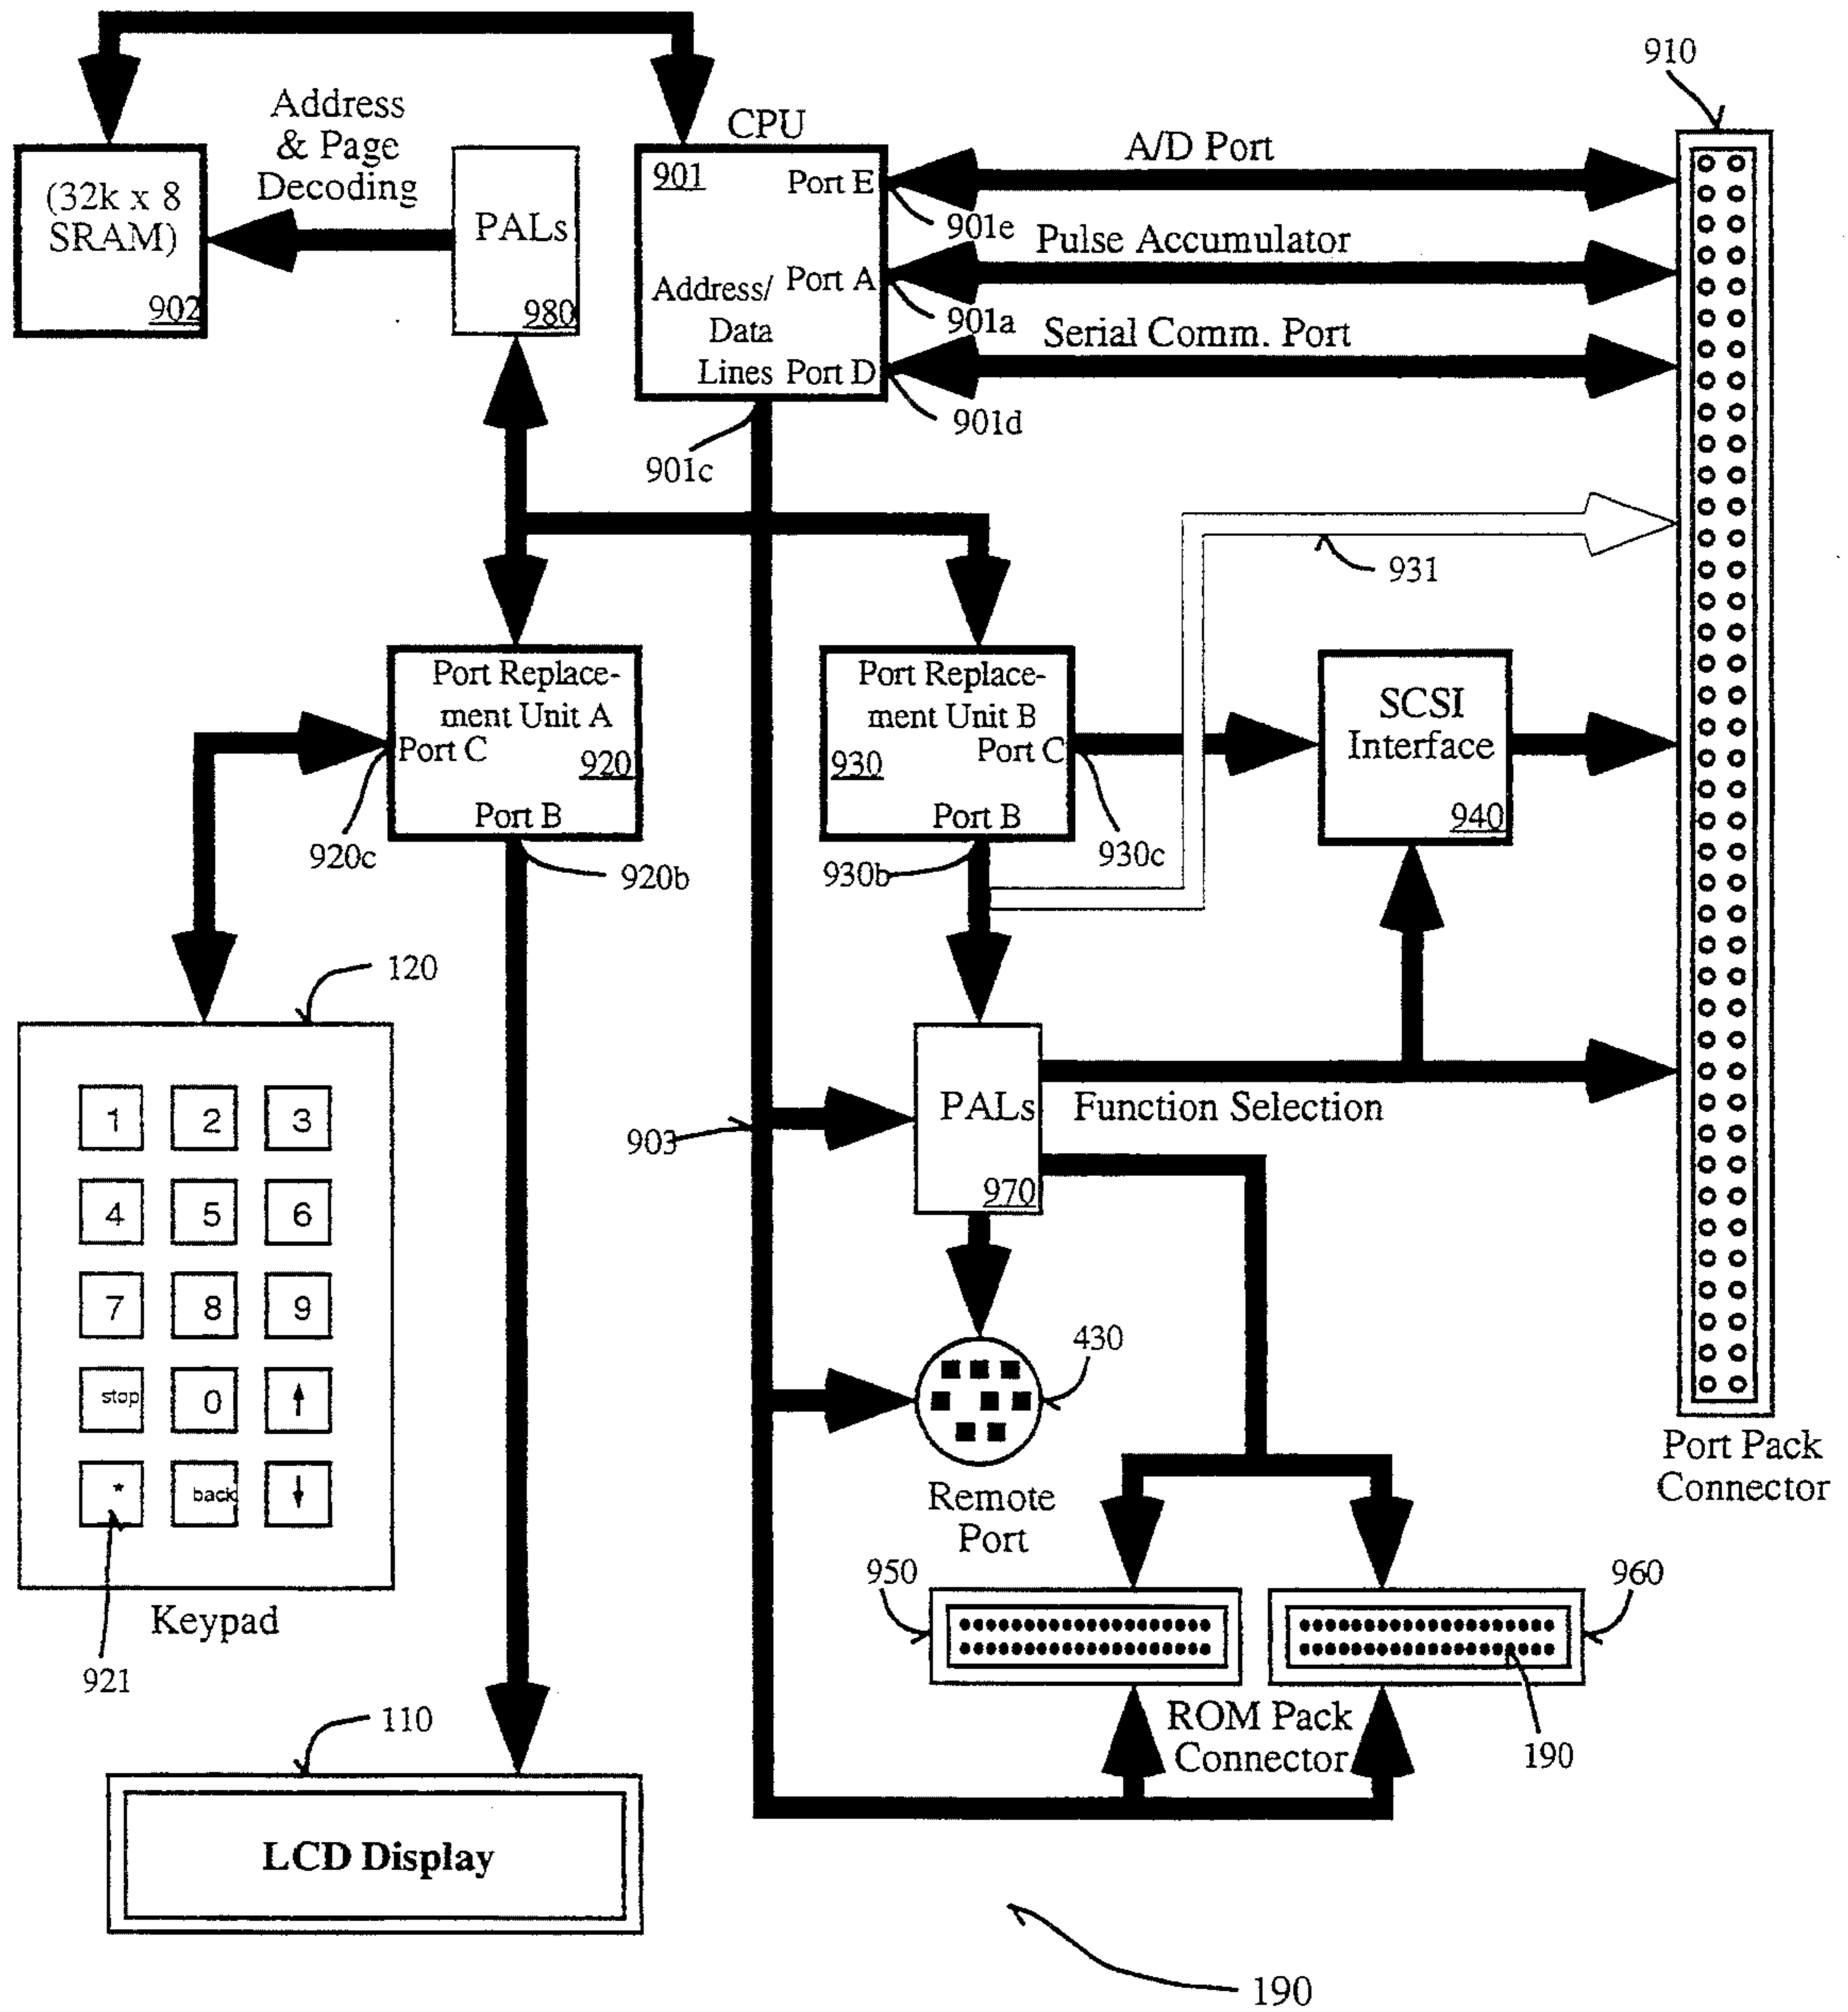 910
CPU
Address
& Page
Decoding
(32k x 8
SRAM)
902
PALs
980
901
Port E
Address/
Port A
Data
Lines
Port D
901c
A/D Port
901e
Pulse Accumulator
901a
Serial Comm. Port
901d
931
Port Replace-
ment Unit A
Port C
920
Port B
920c
920b
Port Replace-
ment Unit B
Port C
930
Port B
930b
930c
SCSI
Interface
940
120
1 2 3
4 5 6
7 8 9
stop 0 ↑
* back ↓
Keypad
921
903
PALs
970
Function Selection
430
Remote
Port
Port Pack
Connector
950
960
ROM Pack
Connector
190
110
LCD Display
190